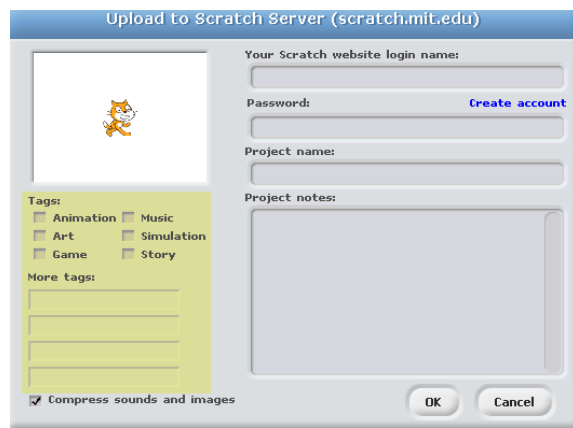 Upload to Scratch Server (scratch.mit.edu)
Your Scratch website login name:
Password: Create account
Project name:
Project notes:
Tags:
Animation Music
Art Simulation
Game Story
More tags:
Compress sounds and images
OK Cancel